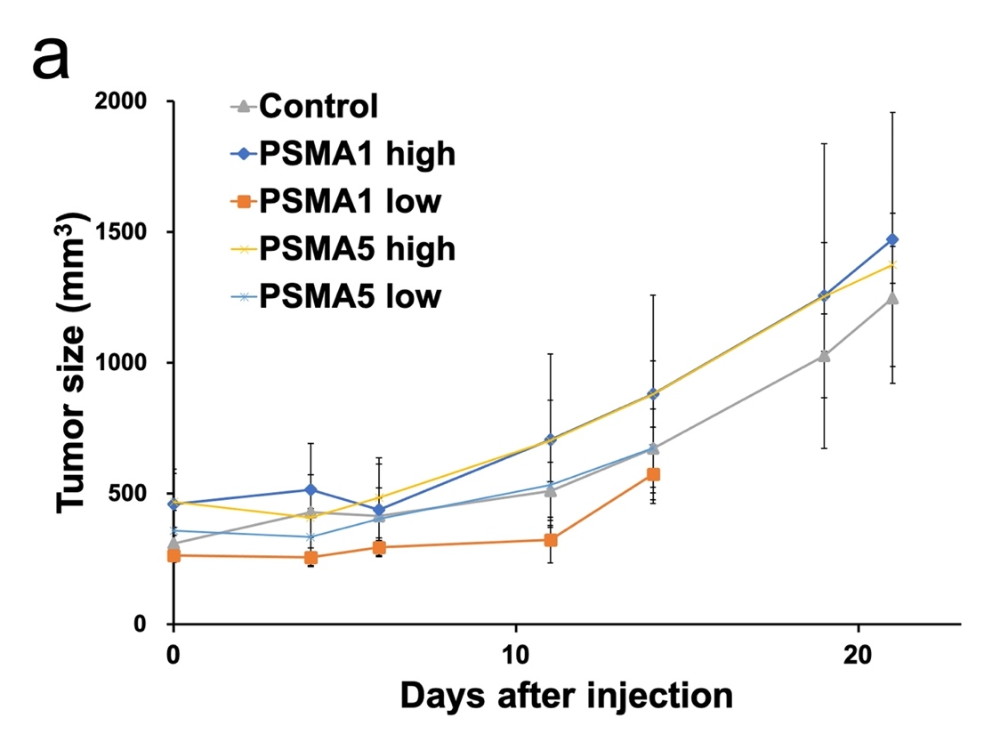 a
2000
1500
1000
500
0
Tumor size (mm³)
Control
PSMA1 high
PSMA1 low
PSMA5 high
PSMA5 low
0 10 20
Days after injection